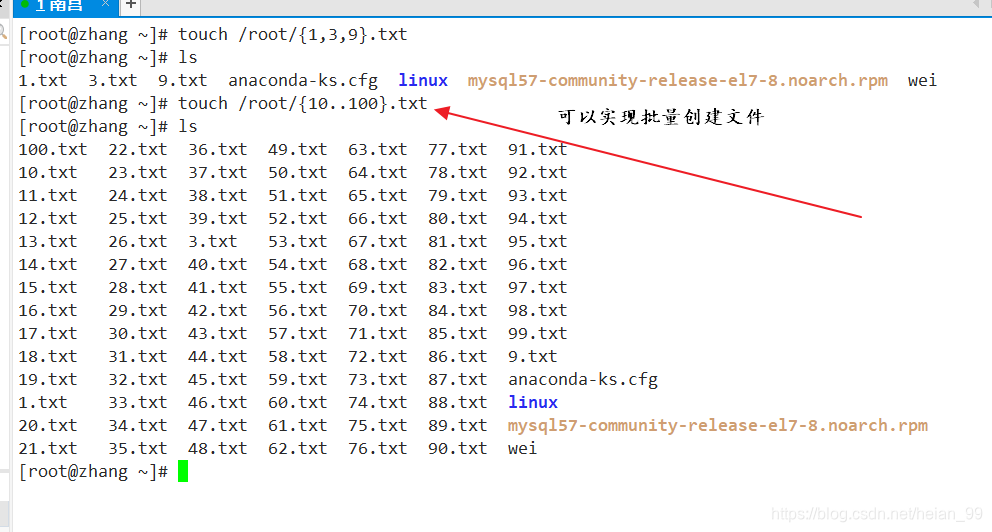 1 南昌 × +
[root@zhang ~]# touch /root/{1,3,9}.txt
[root@zhang ~]# ls
1.txt  3.txt  9.txt  anaconda-ks.cfg  linux  mysql57-community-release-el7-8.noarch.rpm  wei
[root@zhang ~]# touch /root/{10..100}.txt
可以实现批量创建文件
[root@zhang ~]# ls
100.txt  22.txt  36.txt  49.txt  63.txt  77.txt  91.txt
10.txt   23.txt  37.txt  50.txt  64.txt  78.txt  92.txt
11.txt   24.txt  38.txt  51.txt  65.txt  79.txt  93.txt
12.txt   25.txt  39.txt  52.txt  66.txt  80.txt  94.txt
13.txt   26.txt  3.txt   53.txt  67.txt  81.txt  95.txt
14.txt   27.txt  40.txt  54.txt  68.txt  82.txt  96.txt
15.txt   28.txt  41.txt  55.txt  69.txt  83.txt  97.txt
16.txt   29.txt  42.txt  56.txt  70.txt  84.txt  98.txt
17.txt   30.txt  43.txt  57.txt  71.txt  85.txt  99.txt
18.txt   31.txt  44.txt  58.txt  72.txt  86.txt  9.txt
19.txt   32.txt  45.txt  59.txt  73.txt  87.txt  anaconda-ks.cfg
1.txt    33.txt  46.txt  60.txt  74.txt  88.txt  linux
20.txt   34.txt  47.txt  61.txt  75.txt  89.txt  mysql57-community-release-el7-8.noarch.rpm
21.txt   35.txt  48.txt  62.txt  76.txt  90.txt  wei
[root@zhang ~]#
https://blog.csdn.net/heian_99